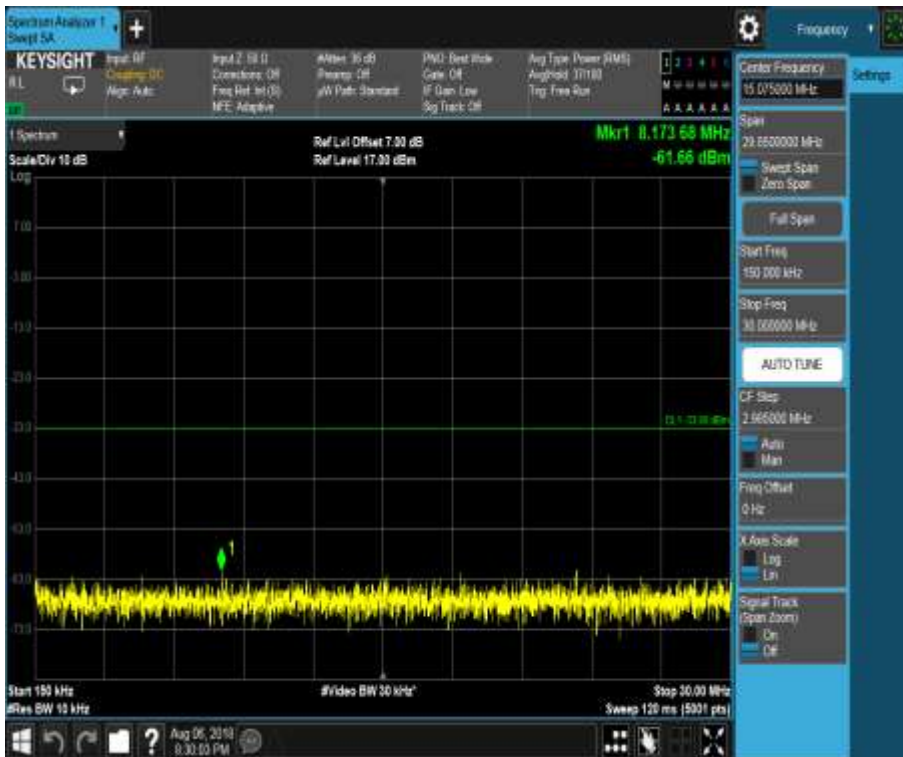 Spectrum Analyzer 1
Swept SA
+
Frequency
KEYSIGHT
Input: RF
Coupling: DC
Align: Auto
Input Z: 50 Ω
Corrections: Off
Freq Ref: Int (S)
NFE: Adaptive
#Atten: 36 dB
Preamp: Off
µW Path: Standard
PNO: Best Wide
Gate: Off
IF Gain: Low
Sig Track: Off
Avg Type: Power (RMS)
Trig: Free Run
1 2 3 4 5 6
A A A A A A
1 Spectrum
Scale/Div 10 dB
Log
Ref Lvl Offset 7.00 dB
Ref Level 17.00 dBm
Mkr1 8.173 68 MHz
-61.66 dBm
7.00
-3.00
-13.0
-23.0
-33.0
-43.0
-53.0
-63.0
-73.0
1
Start 150 kHz
#Res BW 10 kHz
#Video BW 30 kHz*
Stop 30.00 MHz
Sweep 120 ms (5001 pts)
Aug 06, 2018
?
Center Frequency
15.075000 MHz
Settings
Span
29.8500000 MHz
Swept Span
Zero Span
Full Span
Start Freq
150.000 kHz
Stop Freq
30.000000 MHz
AUTO TUNE
CF Step
2.985000 MHz
Auto
Man
Freq Offset
0 Hz
X Axis Scale
Log
Lin
Signal Track
(Span Zoom)
On
Off